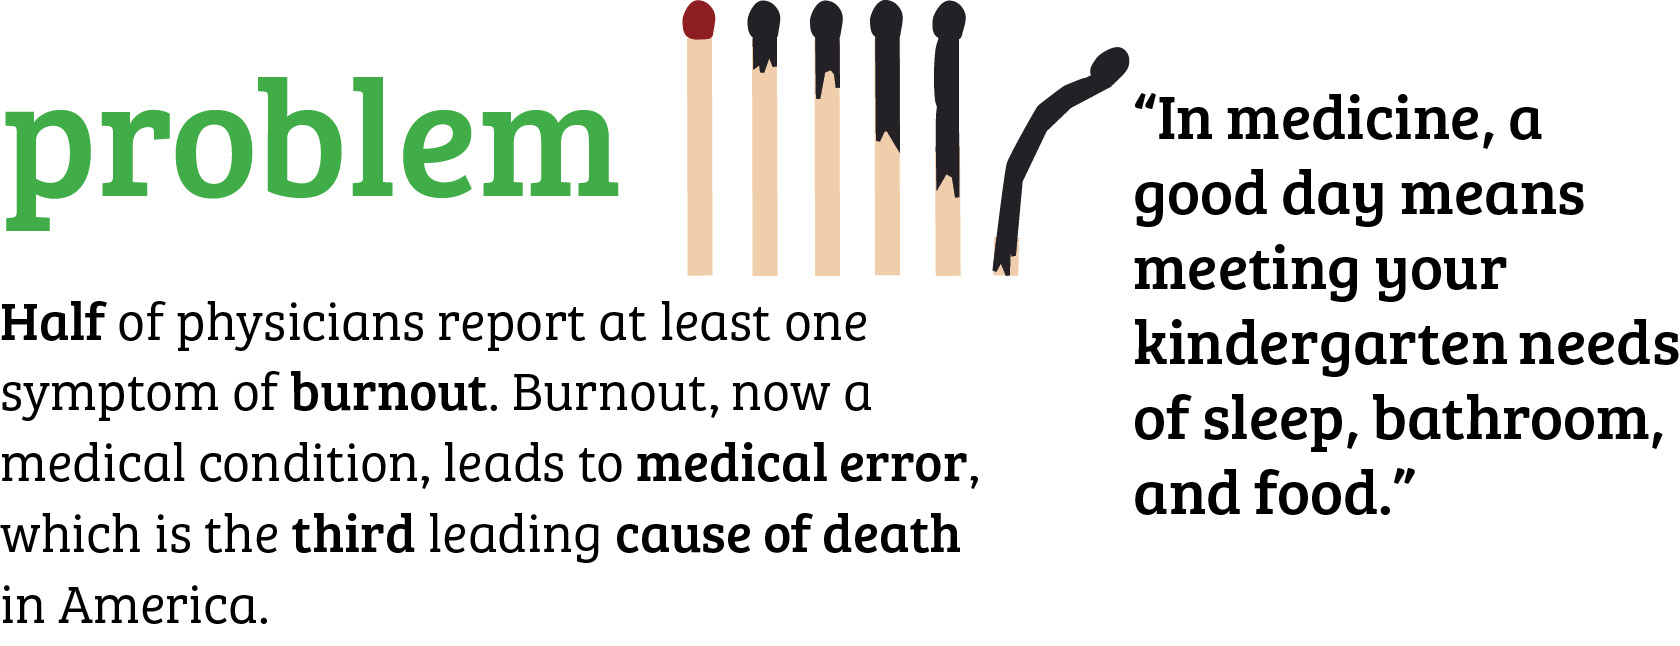 problem
Half of physicians report at least one
symptom of burnout. Burnout, now a
medical condition, leads to medical error,
which is the third leading cause of death
in America.
“In medicine, a
good day means
meeting your
kindergarten needs
of sleep, bathroom,
and food.”